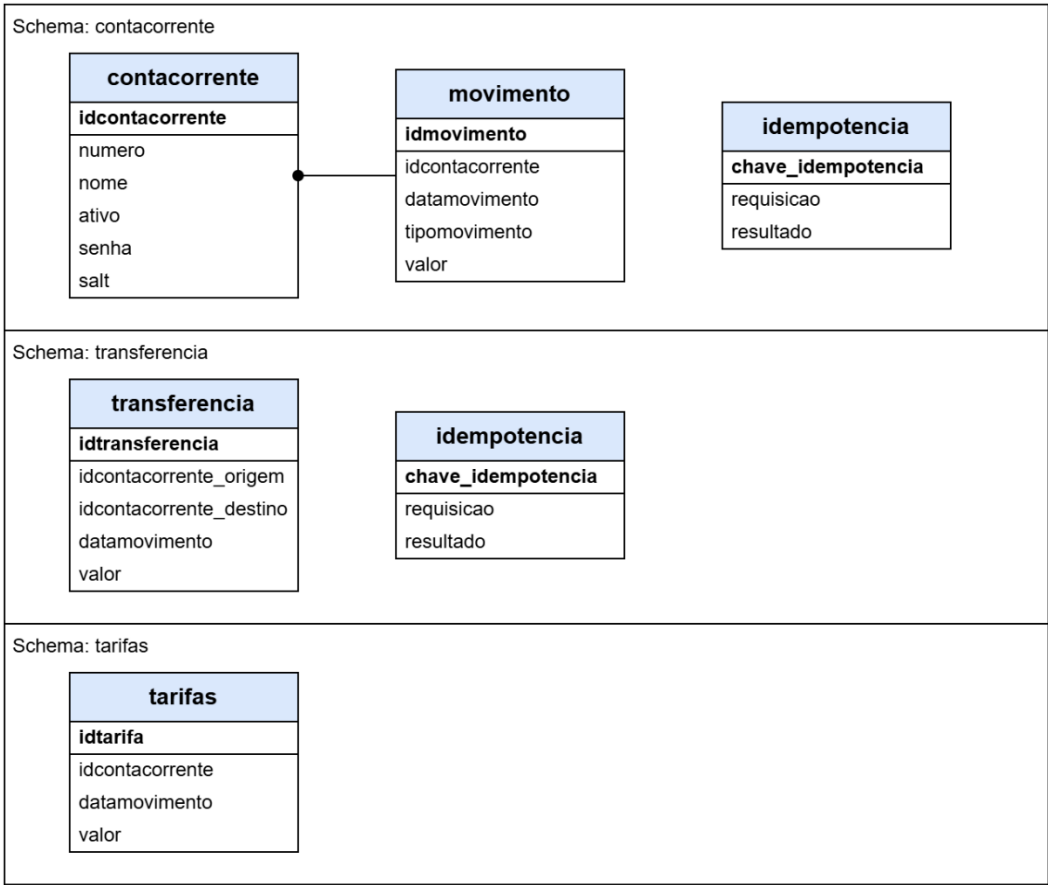 Schema: contacorrente
contacorrente
idcontacorrente
numero
nome
ativo
senha
salt
movimento
idmovimento
idcontacorrente
datamovimento
tipomovimento
valor
idempotencia
chave_idempotencia
requisicao
resultado
Schema: transferencia
transferencia
idtransferencia
idcontacorrente_origem
idcontacorrente_destino
datamovimento
valor
idempotencia
chave_idempotencia
requisicao
resultado
Schema: tarifas
tarifas
idtarifa
idcontacorrente
datamovimento
valor